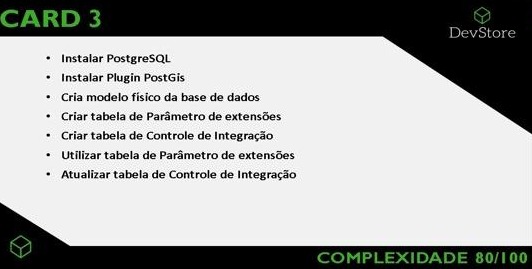 CARD 3
DevStore
• Instalar PostgreSQL
• Instalar Plugin PostGis
• Cria modelo físico da base de dados
• Criar tabela de Parâmetro de extensões
• Criar tabela de Controle de Integração
• Utilizar tabela de Parâmetro de extensões
• Atualizar tabela de Controle de Integração
COMPLEXIDADE 80/100